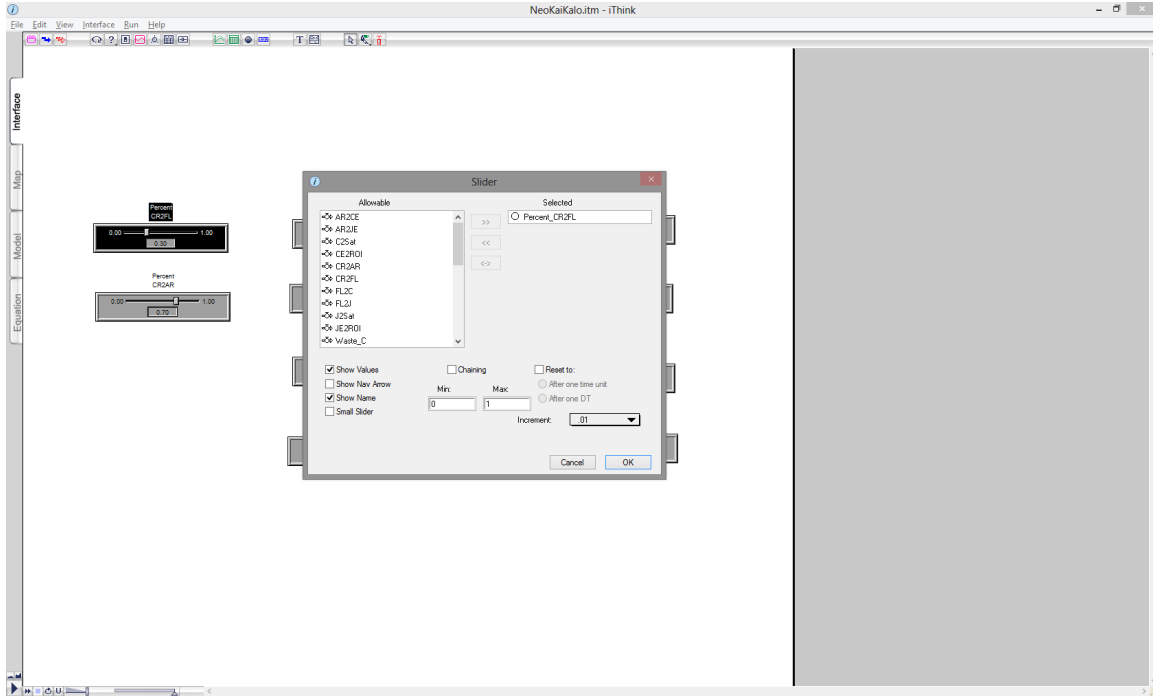 NeoKaiKalo.itm - iThink
File Edit View Interface Run Help
Interface
Map
Model
Equation
Percent
CR2FL
0.00 1.00
0.30
Percent
CR2AR
0.00 1.00
0.70
Slider
Allowable
Selected
AR2CE
AR2JE
C2Sat
CE2ROI
CR2AR
CR2FL
FL2C
FL2J
J2Sat
JE2ROI
Waste_C
>>
<<
<->
Percent_CR2FL
Show Values
Show Nav Arrow
Show Name
Small Slider
Chaining
Min: Max:
0 1
Reset to:
After one time unit
After one DT
Increment: .01
Cancel OK
U